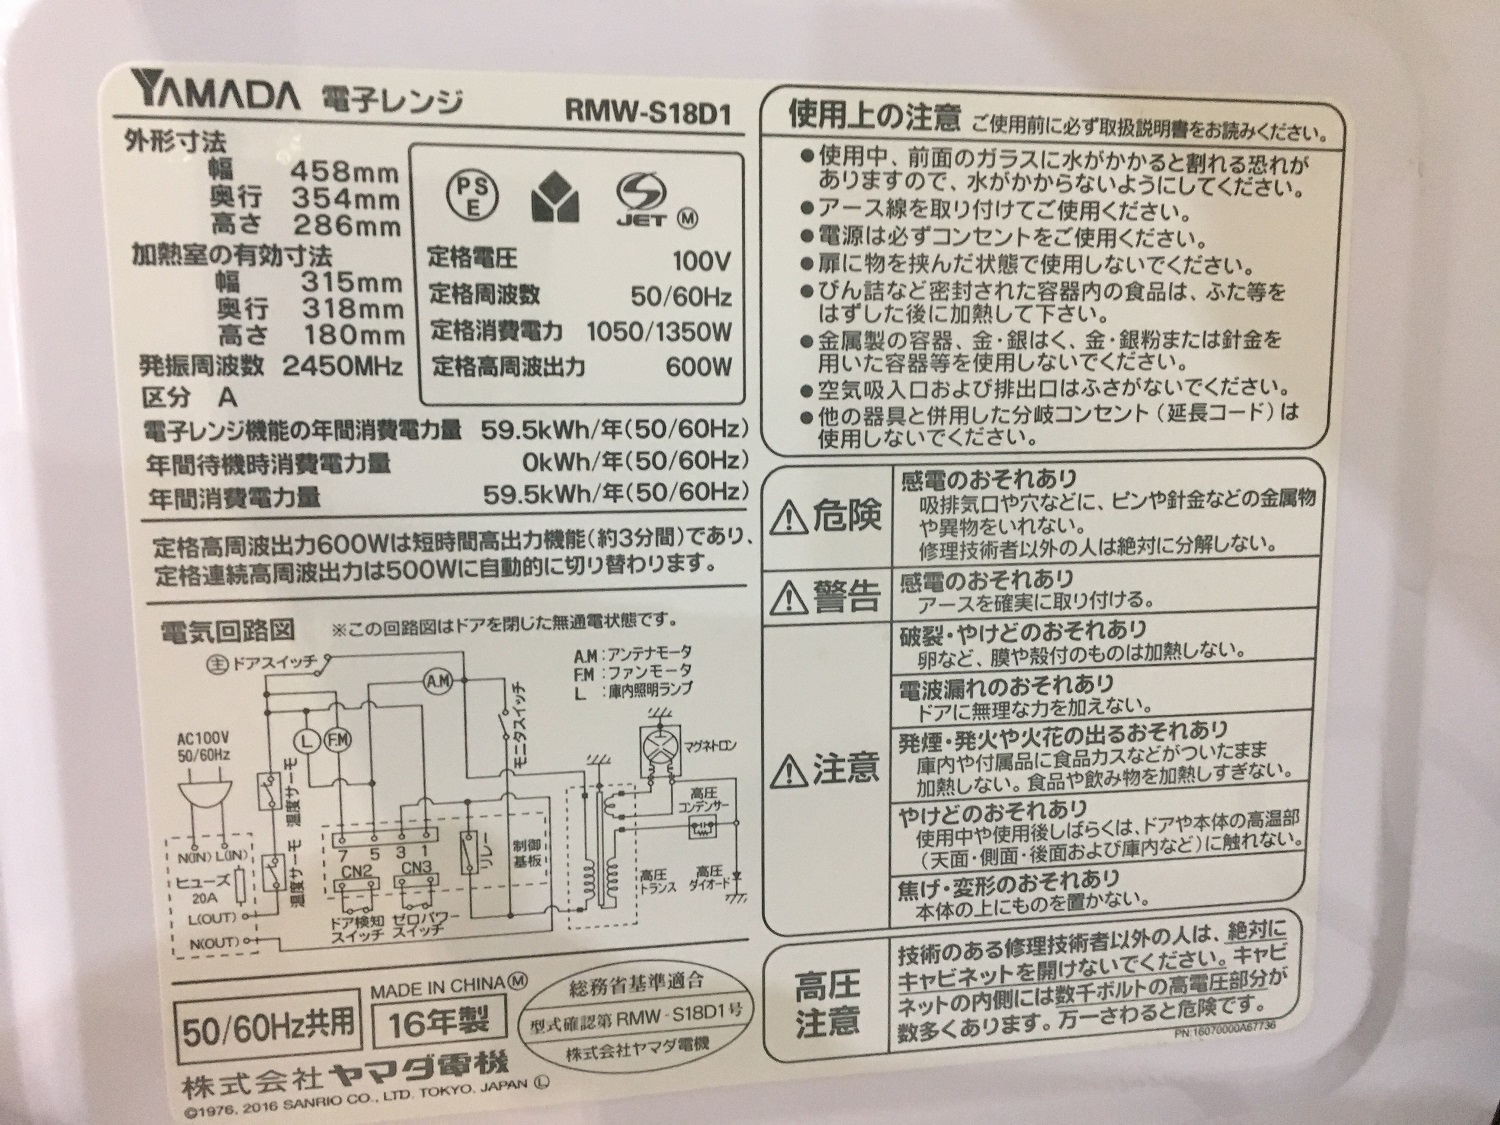 YAMADA 電子レンジ RMW-S18D1
外形寸法
幅 458mm
奥行 354mm
高さ 286mm
加熱室の有効寸法
幅 315mm
奥行 318mm
高さ 180mm
発振周波数 2450MHz
区分 A
PSE
JET Ⓜ
定格電圧 100V
定格周波数 50/60Hz
定格消費電力 1050/1350W
定格高周波出力 600W
電子レンジ機能の年間消費電力量 59.5kWh/年(50/60Hz)
年間待機時消費電力量 0kWh/年(50/60Hz)
年間消費電力量 59.5kWh/年(50/60Hz)
定格高周波出力600Wは短時間高出力機能(約3分間)であり、
定格連続高周波出力は500Wに自動的に切り替わります。
電気回路図 ※この回路図はドアを閉じた無通電状態です。
主 ドアスイッチ
A.M
A.M:アンテナモータ
F.M:ファンモータ
L :庫内照明ランプ
モニタスイッチ
AC100V
50/60Hz
L
F.M
マグネトロン
温度サーモ
高圧
コンデンサー
N(IN) L(IN)
温度サーモ
7 5 3 1
リレー
制御
基板
ヒューズ
20A
CN2 CN3
高圧
トランス
高圧
ダイオード
L(OUT)
ドア検知
スイッチ
ゼロパワー
スイッチ
N(OUT)
50/60Hz共用
MADE IN CHINA Ⓜ
16年製
総務省基準適合
型式確認第RMW-S18D1号
株式会社ヤマダ電機
株式会社ヤマダ電機
©1976, 2016 SANRIO CO., LTD. TOKYO, JAPAN Ⓛ
使用上の注意 ご使用前に必ず取扱説明書をお読みください。
●使用中、前面のガラスに水がかかると割れる恐れが
ありますので、水がかからないようにしてください。
●アース線を取り付けてご使用ください。
●電源は必ずコンセントをご使用ください。
●扉に物を挟んだ状態で使用しないでください。
●びん詰など密封された容器内の食品は、ふた等を
はずした後に加熱して下さい。
●金属製の容器、金・銀はく、金・銀粉または針金を
用いた容器等を使用しないでください。
●空気吸入口および排出口はふさがないでください。
●他の器具と併用した分岐コンセント(延長コード)は
使用しないでください。
⚠危険
感電のおそれあり
吸排気口や穴などに、ピンや針金などの金属物
や異物をいれない。
修理技術者以外の人は絶対に分解しない。
⚠警告
感電のおそれあり
アースを確実に取り付ける。
⚠注意
破裂・やけどのおそれあり
卵など、膜や殻付のものは加熱しない。
電波漏れのおそれあり
ドアに無理な力を加えない。
発煙・発火や火花の出るおそれあり
庫内や付属品に食品カスなどがついたまま
加熱しない。食品や飲み物を加熱しすぎない。
やけどのおそれあり
使用中や使用後しばらくは、ドアや本体の高温部
(天面・側面・後面および庫内など)に触れない。
焦げ・変形のおそれあり
本体の上にものを置かない。
高圧
注意
技術のある修理技術者以外の人は、絶対に
キャビネットを開けないでください。キャビ
ネットの内側には数千ボルトの高電圧部分が
数多くあります。万一さわると危険です。
PN:16070000A67736